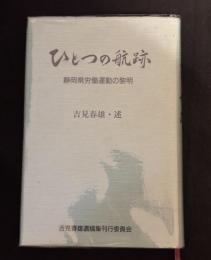 ひとつの航跡
静岡県労働運動の黎明
吉見春雄・述
吉見春雄遺稿集刊行委員会